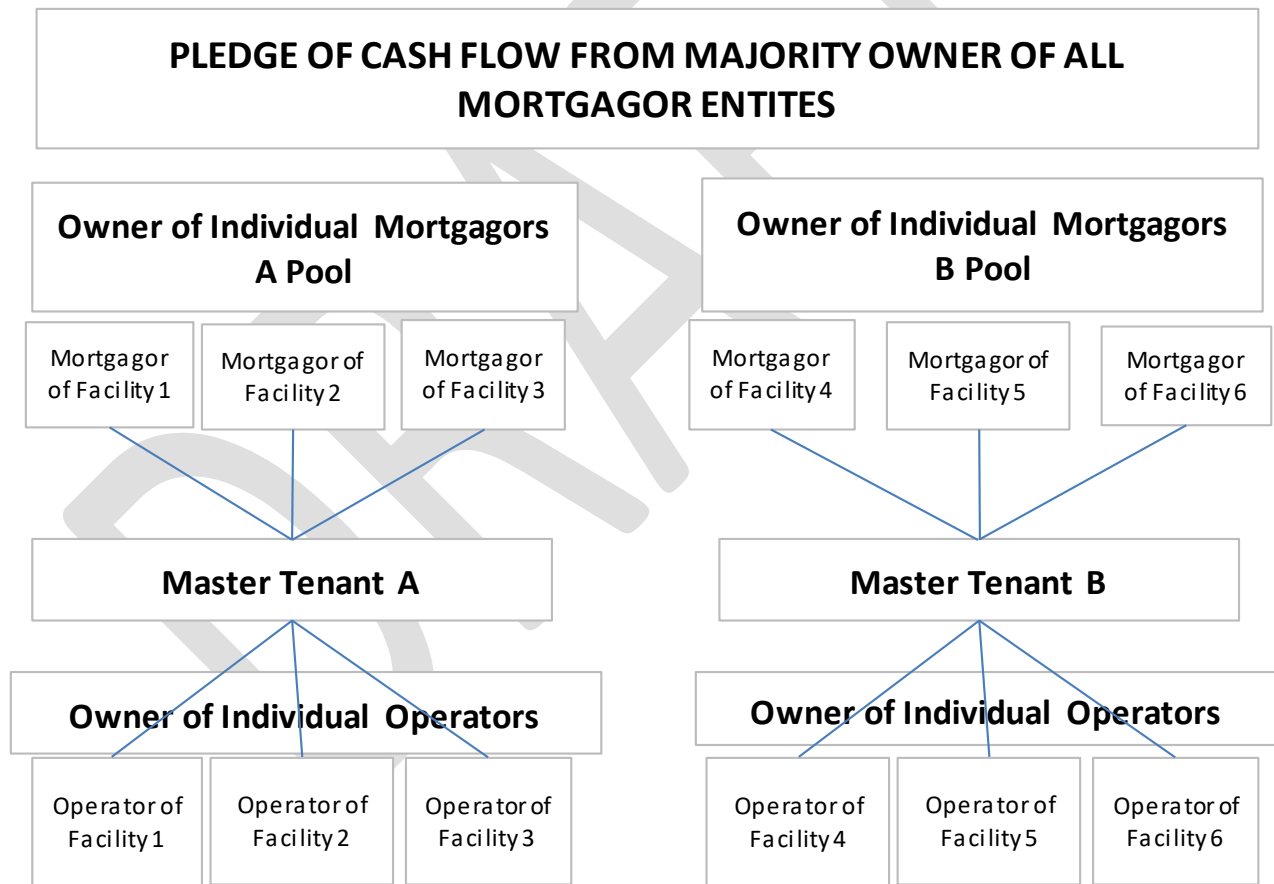 PLEDGE OF CASH FLOW FROM MAJORITY OWNER OF ALL
MORTGAGOR ENTITES
Owner of Individual Mortgagors
A Pool
Owner of Individual Mortgagors
B Pool
Mortgagor
of Facility 1
Mortgagor of
Facility 2
Mortgagor
of Facility 3
Mortgagor
of Facility 4
Mortgagor of
Facility 5
Mortgagor
of Facility 6
Master Tenant A
Master Tenant B
Owner of Individual Operators
Owner of Individual Operators
Operator of
Facility 1
Operator of
Facility 2
Operator of
Facility 3
Operator of
Facility 4
Operator of
Facility 5
Operator of
Facility 6